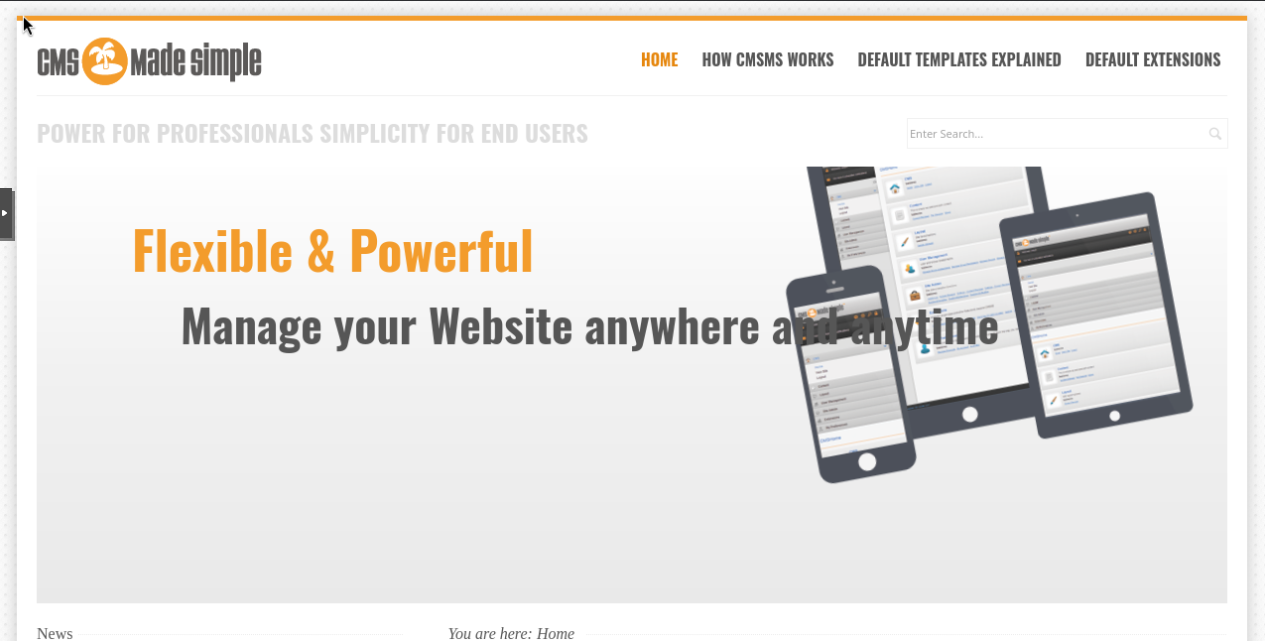 CMS made simple
HOME HOW CMSMS WORKS DEFAULT TEMPLATES EXPLAINED DEFAULT EXTENSIONS
POWER FOR PROFESSIONALS SIMPLICITY FOR END USERS
Enter Search...
Flexible & Powerful
Manage your Website anywhere and anytime
News
You are here: Home